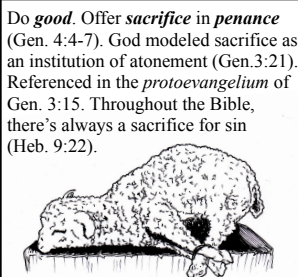 Do good. Offer sacrifice in penance
(Gen. 4:4-7). God modeled sacrifice as
an institution of atonement (Gen.3:21).
Referenced in the protoevangelium of
Gen. 3:15. Throughout the Bible,
there's always a sacrifice for sin
(Heb. 9:22).